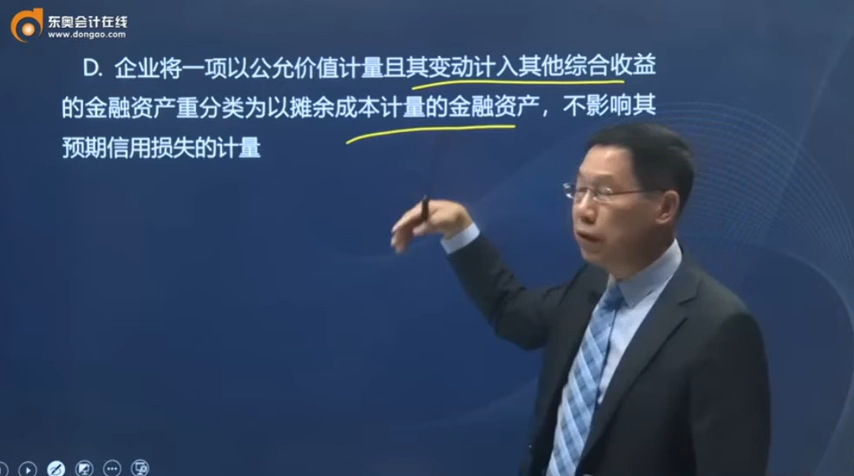 东奥会计在线
www.dongao.com
D. 企业将一项以公允价值计量且其变动计入其他综合收益
的金融资产重分类为以摊余成本计量的金融资产，不影响其
预期信用损失的计量